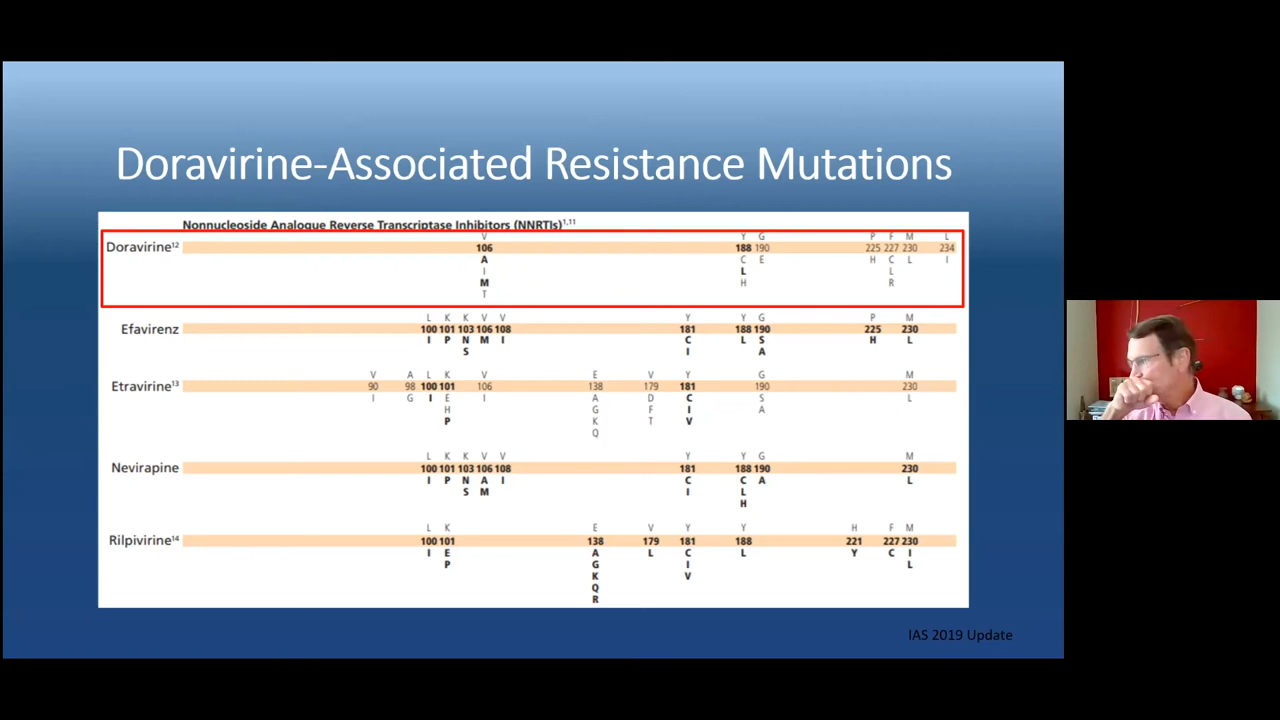 Doravirine-Associated Resistance Mutations
Nonnucleoside Analogue Reverse Transcriptase Inhibitors (NNRTIs)1,11
V Y G P F M L
Doravirine12 106 188 190 225 227 230 234
A C E H C L I
I L L
M H R
T
L K K V V Y Y G P M
Efavirenz 100 101 103 106 108 181 188 190 225 230
I P N M I C L S H L
S I A
V A L K V E V Y G M
Etravirine13 90 98 100 101 106 138 179 181 190 230
I G I E I A D C S L
H G F I A
P K T V
Q
L K K V V Y Y G M
Nevirapine 100 101 103 106 108 181 188 190 230
I P N A I C C A L
S M I L
H
L K E V Y Y H F M
Rilpivirine14 100 101 138 179 181 188 221 227 230
I E A L C L Y C I
P G I L
K V
Q
R
IAS 2019 Update